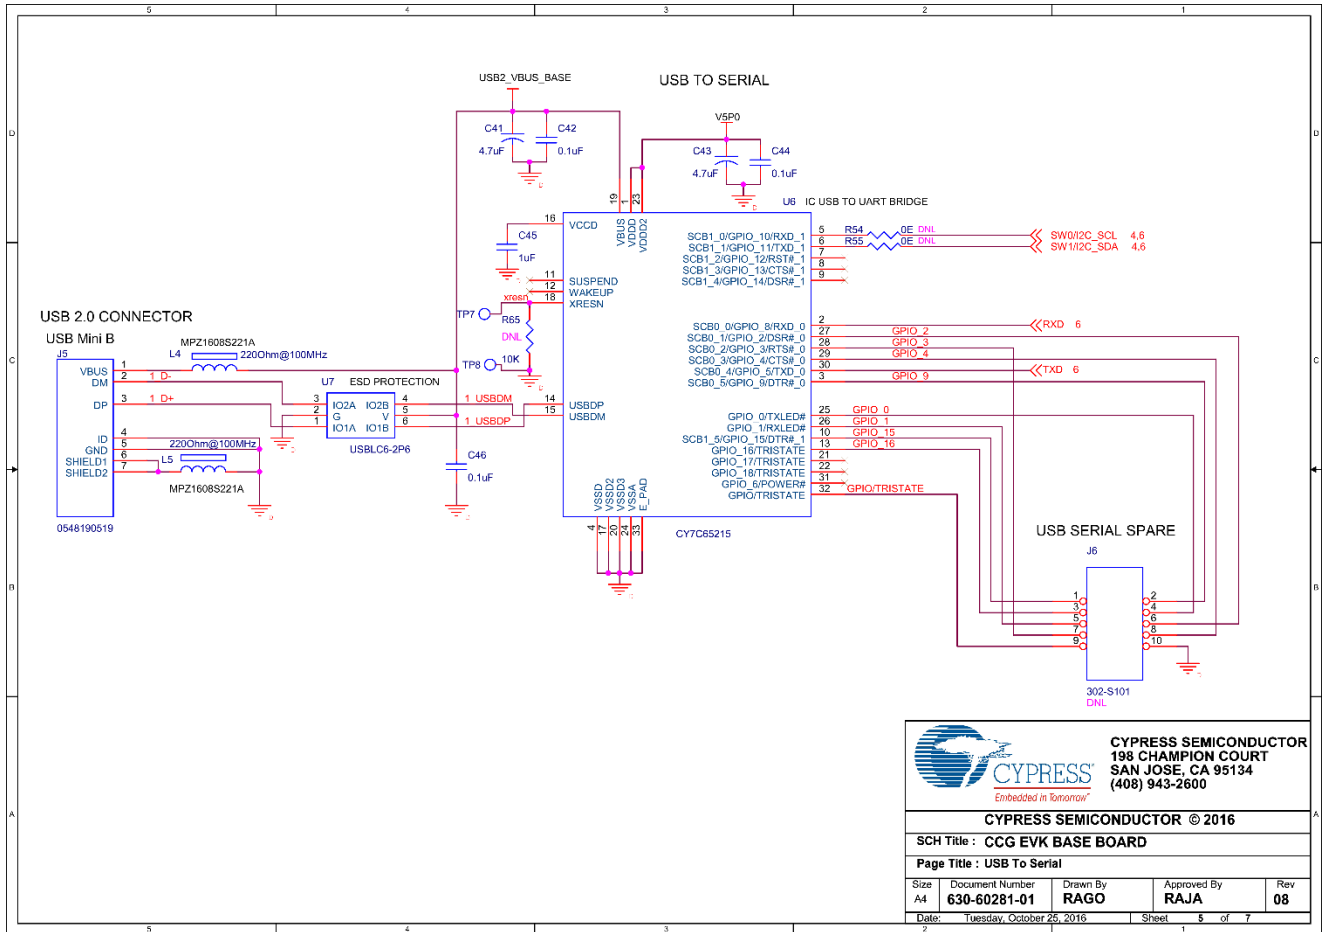 5
4
3
2
1
D
D
C
C
B
B
A
A
USB2_VBUS_BASE
USB TO SERIAL
V5P0
C41
4.7uF
C42
0.1uF
C43
4.7uF
C44
0.1uF
U6 IC USB TO UART BRIDGE
19
1
23
VBUS
VDDD
VDDD2
16
VCCD
C45
1uF
11
SUSPEND
12
WAKEUP
xresn
18
XRESN
TP7
R65
DNL
10K
TP8
5
SCB1_0/GPIO_10/RXD_1
R54
0E DNL
SW0/I2C_SCL 4,6
6
SCB1_1/GPIO_11/TXD_1
R55
0E DNL
SW1/I2C_SDA 4,6
7
SCB1_2/GPIO_12/RST#_1
8
SCB1_3/GPIO_13/CTS#_1
9
SCB1_4/GPIO_14/DSR#_1
2
SCB0_0/GPIO_8/RXD_0
RXD 6
27
SCB0_1/GPIO_2/DSR#_0
GPIO_2
28
SCB0_2/GPIO_3/RTS#_0
GPIO_3
29
SCB0_3/GPIO_4/CTS#_0
GPIO_4
30
SCB0_4/GPIO_5/TXD_0
TXD 6
3
SCB0_5/GPIO_9/DTR#_0
GPIO_9
25
GPIO_0/TXLED#
GPIO_0
26
GPIO_1/RXLED#
GPIO_1
10
SCB1_5/GPIO_15/DTR#_1
GPIO_15
13
GPIO_16/TRISTATE
GPIO_16
21
GPIO_17/TRISTATE
22
GPIO_18/TRISTATE
31
GPIO_6/POWER#
32
GPIO/TRISTATE
GPIO/TRISTATE
USB 2.0 CONNECTOR
USB Mini B
J5
MPZ1608S221A
L4
220Ohm@100MHz
VBUS
1
DM
2
1_D-
DP
3
1_D+
ID
4
GND
5
SHIELD1
6
SHIELD2
7
220Ohm@100MHz
L5
MPZ1608S221A
0548190519
U7 ESD PROTECTION
3
IO2A IO2B
4
2
G V
5
1
IO1A IO1B
6
USBLC6-2P6
1_USBDM
1_USBDP
14
USBDP
15
USBDM
C46
0.1uF
VSSD
VSSD2
VSSD3
VSSA
E_PAD
4
17
20
24
33
CY7C65215
USB SERIAL SPARE
J6
1
2
3
4
5
6
7
8
9
10
302-S101
DNL
CYPRESS
Embedded in Tomorrow™
CYPRESS SEMICONDUCTOR
198 CHAMPION COURT
SAN JOSE, CA 95134
(408) 943-2600
CYPRESS SEMICONDUCTOR © 2016
SCH Title : CCG EVK BASE BOARD
Page Title : USB To Serial
Size Document Number Drawn By Approved By Rev
A4 630-60281-01 RAGO RAJA 08
Date: Tuesday, October 25, 2016 Sheet 5 of 7
5
4
3
2
1